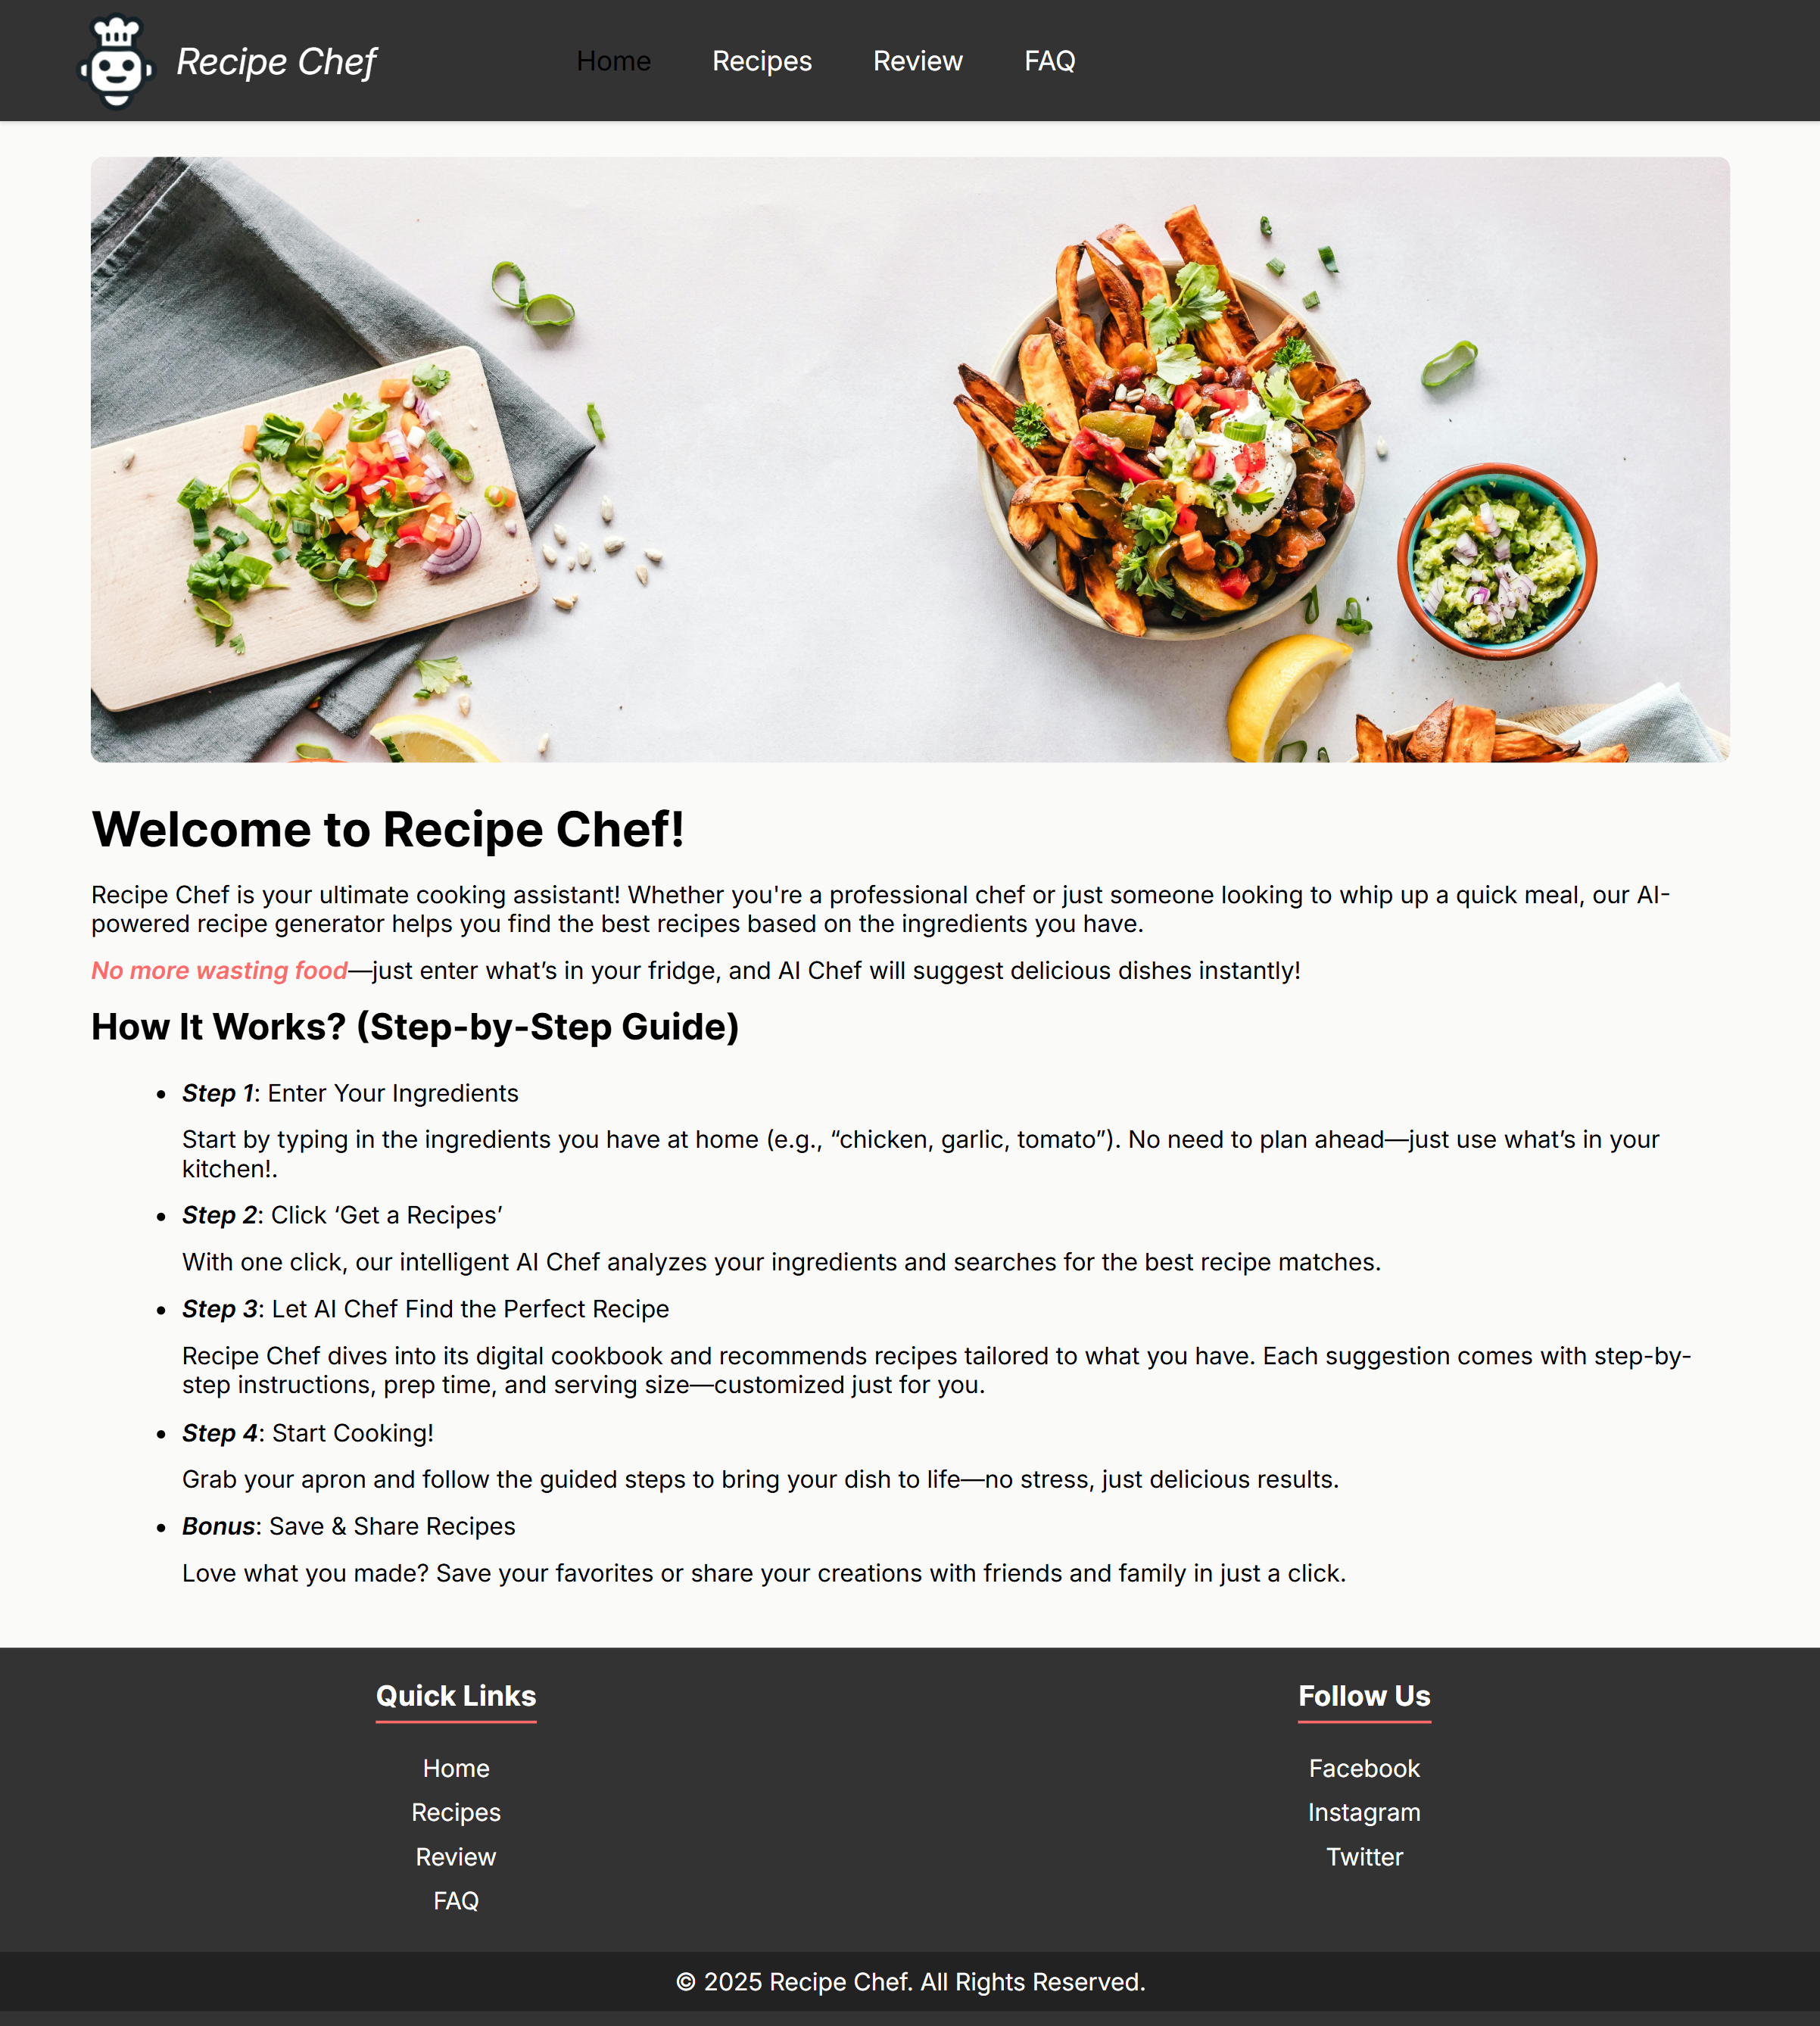 Recipe Chef
Home Recipes Review FAQ
Welcome to Recipe Chef!
Recipe Chef is your ultimate cooking assistant! Whether you're a professional chef or just someone looking to whip up a quick meal, our AI-
powered recipe generator helps you find the best recipes based on the ingredients you have.
No more wasting food—just enter what’s in your fridge, and AI Chef will suggest delicious dishes instantly!
How It Works? (Step-by-Step Guide)
• Step 1: Enter Your Ingredients
Start by typing in the ingredients you have at home (e.g., “chicken, garlic, tomato”). No need to plan ahead—just use what’s in your
kitchen!.
• Step 2: Click ‘Get a Recipes’
With one click, our intelligent AI Chef analyzes your ingredients and searches for the best recipe matches.
• Step 3: Let AI Chef Find the Perfect Recipe
Recipe Chef dives into its digital cookbook and recommends recipes tailored to what you have. Each suggestion comes with step-by-
step instructions, prep time, and serving size—customized just for you.
• Step 4: Start Cooking!
Grab your apron and follow the guided steps to bring your dish to life—no stress, just delicious results.
• Bonus: Save & Share Recipes
Love what you made? Save your favorites or share your creations with friends and family in just a click.
Quick Links
Home
Recipes
Review
FAQ
Follow Us
Facebook
Instagram
Twitter
© 2025 Recipe Chef. All Rights Reserved.